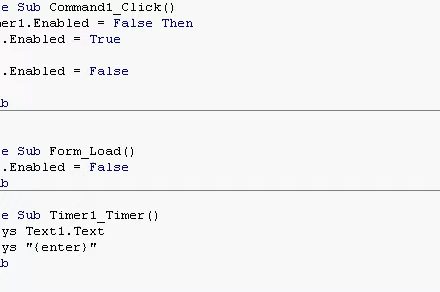 e Sub Command1_Click()
er1.Enabled = False Then
.Enabled = True
.Enabled = False
b
e Sub Form_Load()
.Enabled = False
b
e Sub Timer1_Timer()
ys Text1.Text
ys "{enter}"
b